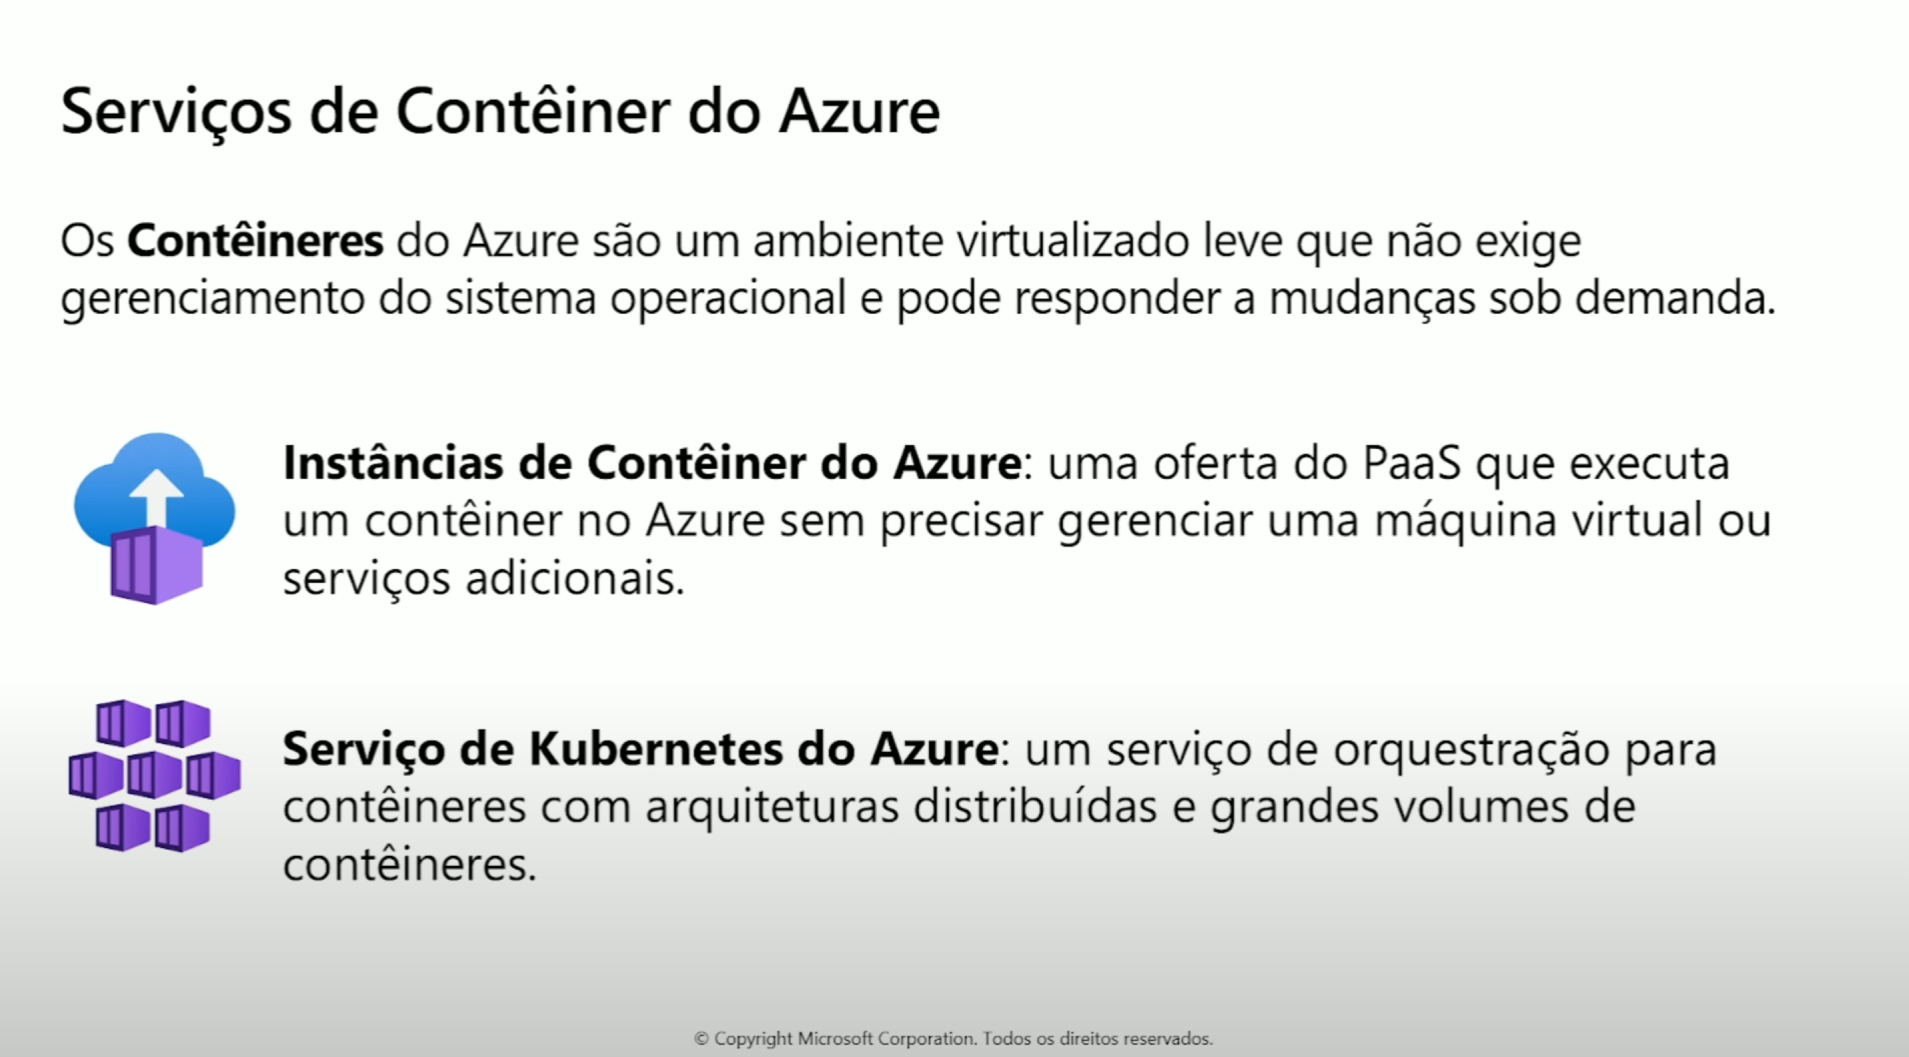 Serviços de Contêiner do Azure
Os Contêineres do Azure são um ambiente virtualizado leve que não exige
gerenciamento do sistema operacional e pode responder a mudanças sob demanda.
Instâncias de Contêiner do Azure: uma oferta do PaaS que executa
um contêiner no Azure sem precisar gerenciar uma máquina virtual ou
serviços adicionais.
Serviço de Kubernetes do Azure: um serviço de orquestração para
contêineres com arquiteturas distribuídas e grandes volumes de
contêineres.
© Copyright Microsoft Corporation. Todos os direitos reservados.